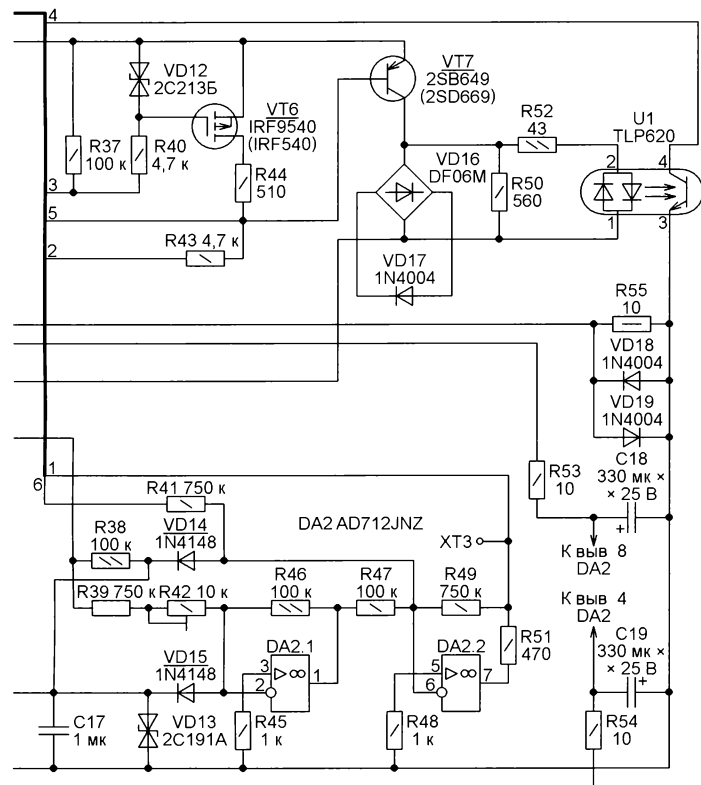 4
VD12
2С213Б
VT7
2SB649
(2SD669)
VT6
IRF9540
(IRF540)
R37
100 к
R40
4,7 к
R44
510
R52
43
U1
TLP620
VD16
DF06M
R50
560
2
4
1
3
3
5
2
R43 4,7 к
VD17
1N4004
R55
10
VD18
1N4004
VD19
1N4004
1
6
R41 750 к
R53
10
C18
330 мк ×
× 25 В
+
DA2 AD712JNZ
R38
100 к
VD14
1N4148
XT3
К выв 8
DA2
R39 750 к
R42 10 к
R46
100 к
R47
100 к
R49
750 к
К выв 4
DA2
DA2.1
DA2.2
R51
470
C19
330 мк ×
× 25 В
+
VD15
1N4148
3
2
▷∞
1
5
6
▷∞
7
C17
1 мк
VD13
2С191А
R45
1 к
R48
1 к
R54
10